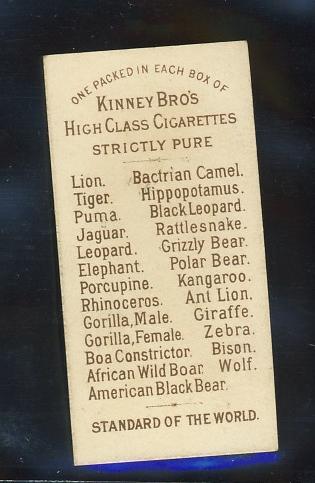 ONE PACKED IN EACH BOX OF
KINNEY BRO'S
HIGH CLASS CIGARETTES
STRICTLY PURE
Lion. Bactrian Camel.
Tiger. Hippopotamus.
Puma. Black Leopard.
Jaguar. Rattlesnake.
Leopard. Grizzly Bear.
Elephant. Polar Bear.
Porcupine. Kangaroo.
Rhinoceros. Ant Lion.
Gorilla, Male. Giraffe.
Gorilla, Female. Zebra.
Boa Constrictor. Bison.
African Wild Boar. Wolf.
American Black Bear.
STANDARD OF THE WORLD.